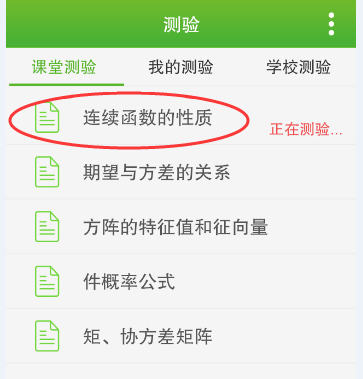 测验
课堂测验 我的测验 学校测验
连续函数的性质
正在测验...
期望与方差的关系
方阵的特征值和征向量
件概率公式
矩、协方差矩阵